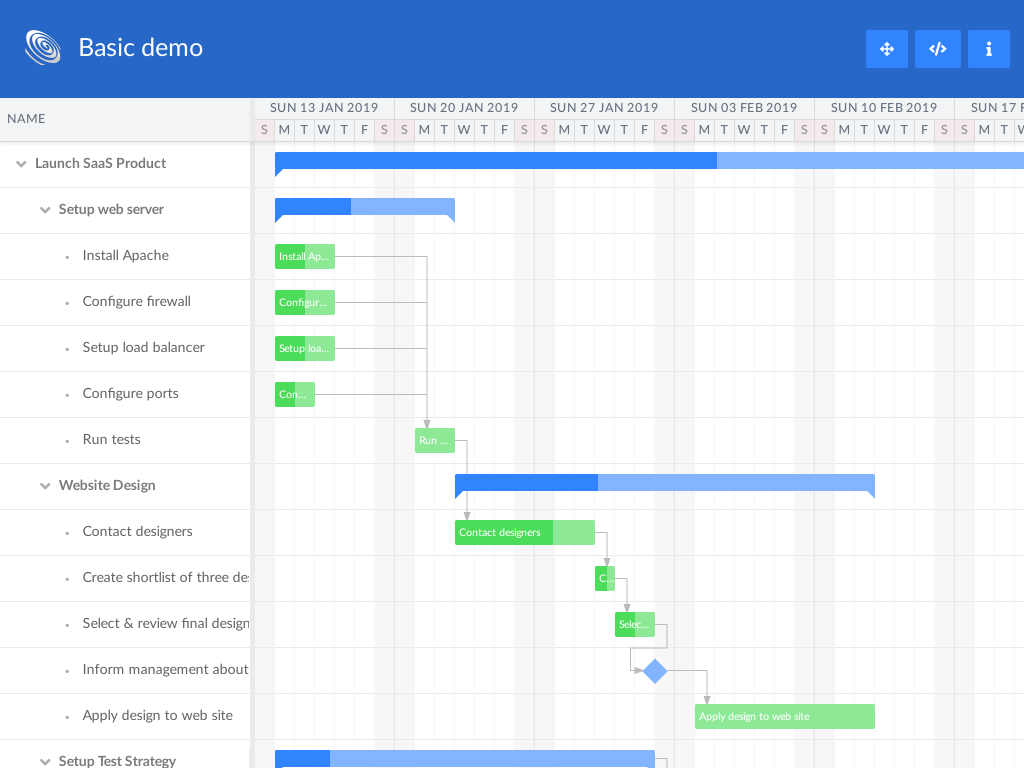 Basic demo
NAME
SUN 13 JAN 2019 SUN 20 JAN 2019 SUN 27 JAN 2019 SUN 03 FEB 2019 SUN 10 FEB 2019 SUN 17 F
S M T W T F S S M T W T F S S M T W T F S S M T W T F S S M T W T F S S M T W
Launch SaaS Product
Setup web server
Install Apache Install Ap...
Configure firewall Configur...
Setup load balancer Setup loa...
Configure ports Con...
Run tests Run ...
Website Design
Contact designers Contact designers
Create shortlist of three des C...
Select & review final design Selec...
Inform management about
Apply design to web site Apply design to web site
Setup Test Strategy